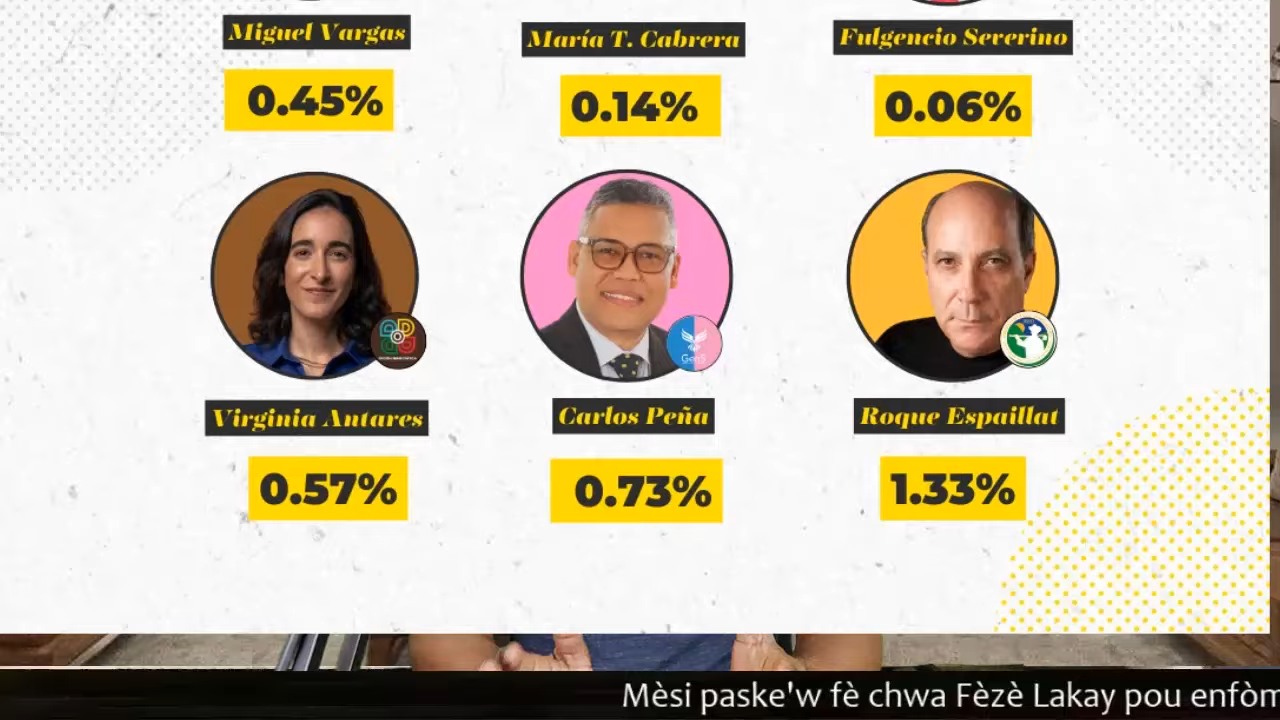 Miguel Vargas
María T. Cabrera
Fulgencio Severino
0.45%
0.14%
0.06%
GenS
Virginia Antares
Carlos Peña
Roque Espaillat
0.57%
0.73%
1.33%
Mèsi paske'w fè chwa Fèzè Lakay pou enfòm